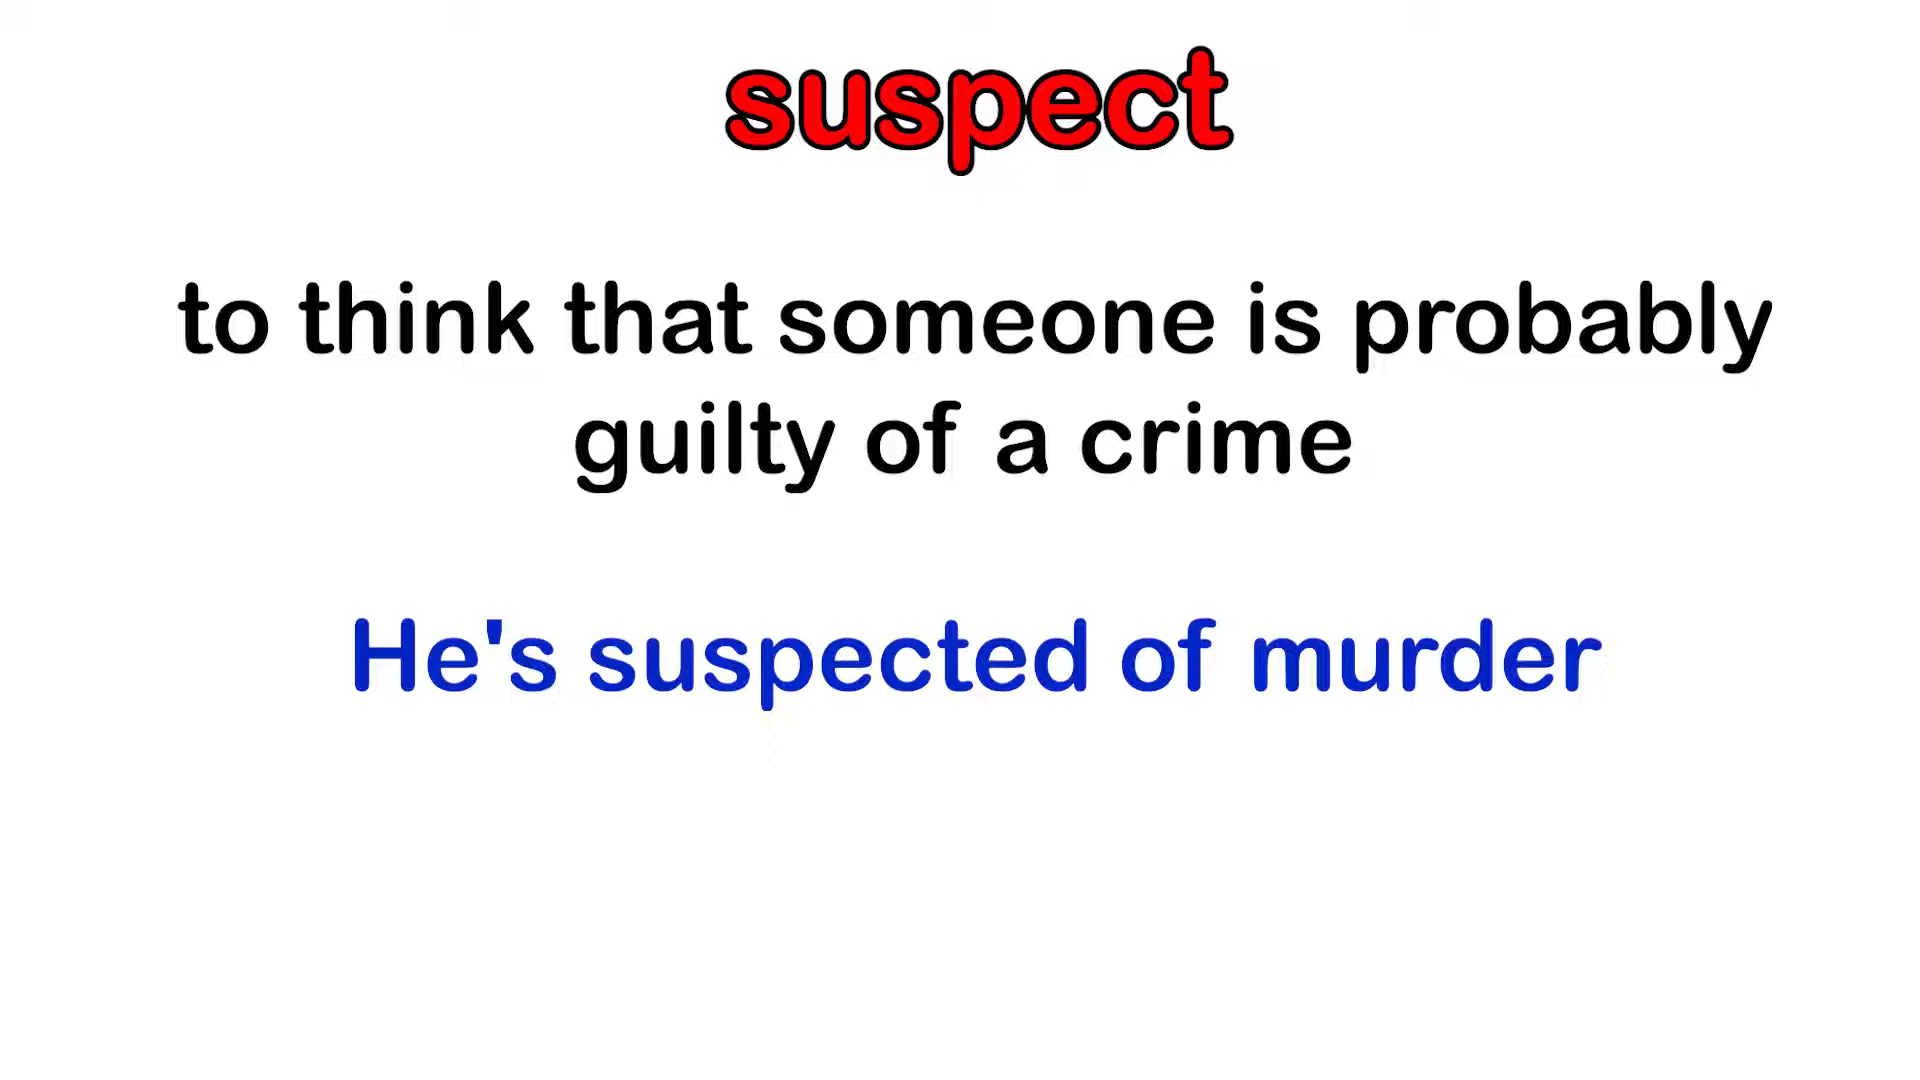 suspect
to think that someone is probably
guilty of a crime
He's suspected of murder